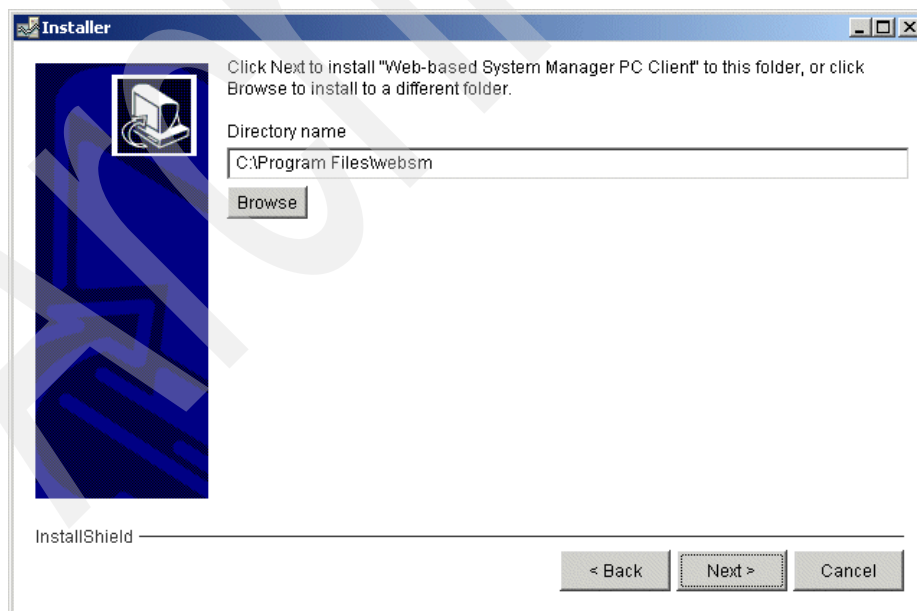 Installer
Click Next to install "Web-based System Manager PC Client" to this folder, or click
Browse to install to a different folder.
Directory name
C:\Program Files\websm
Browse
InstallShield
< Back
Next >
Cancel